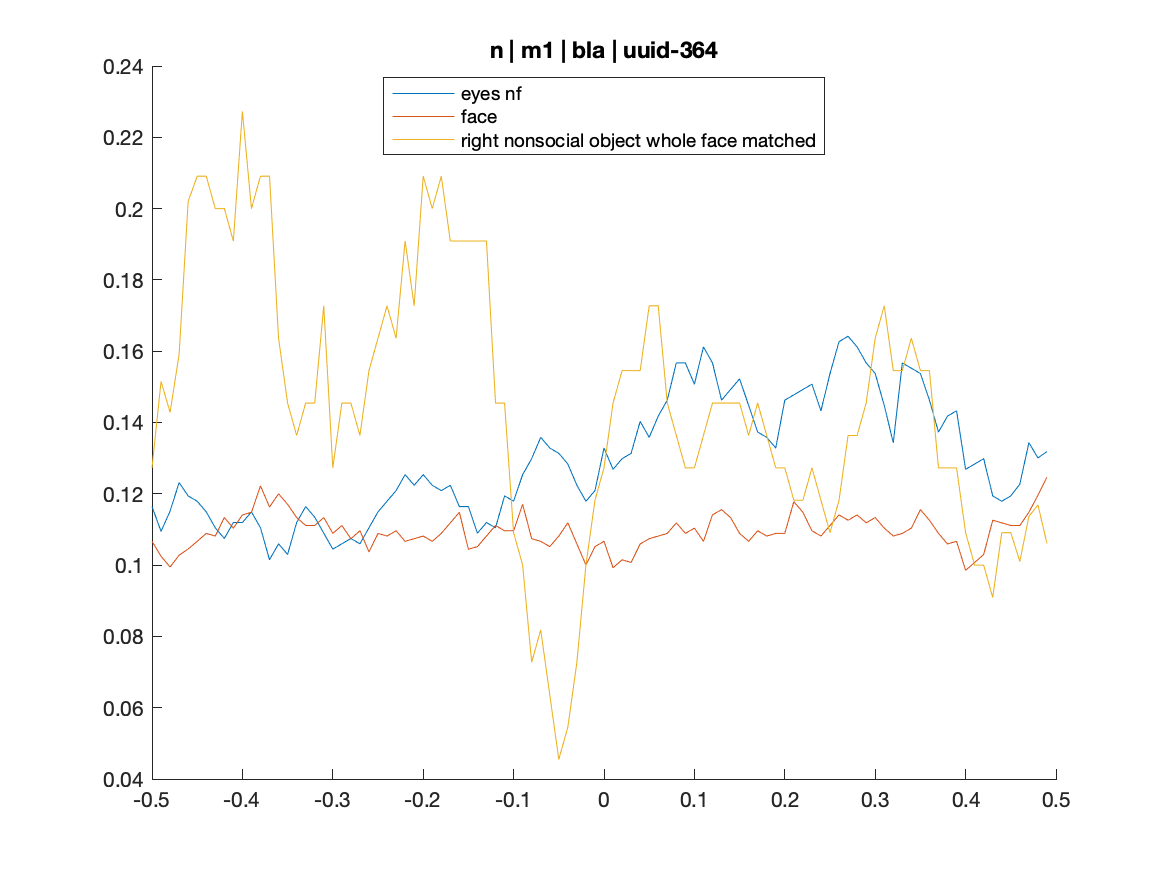 n | m1 | bla | uuid-364
eyes nf
face
right nonsocial object whole face matched
0.24
0.22
0.2
0.18
0.16
0.14
0.12
0.1
0.08
0.06
0.04
-0.5 -0.4 -0.3 -0.2 -0.1 0 0.1 0.2 0.3 0.4 0.5